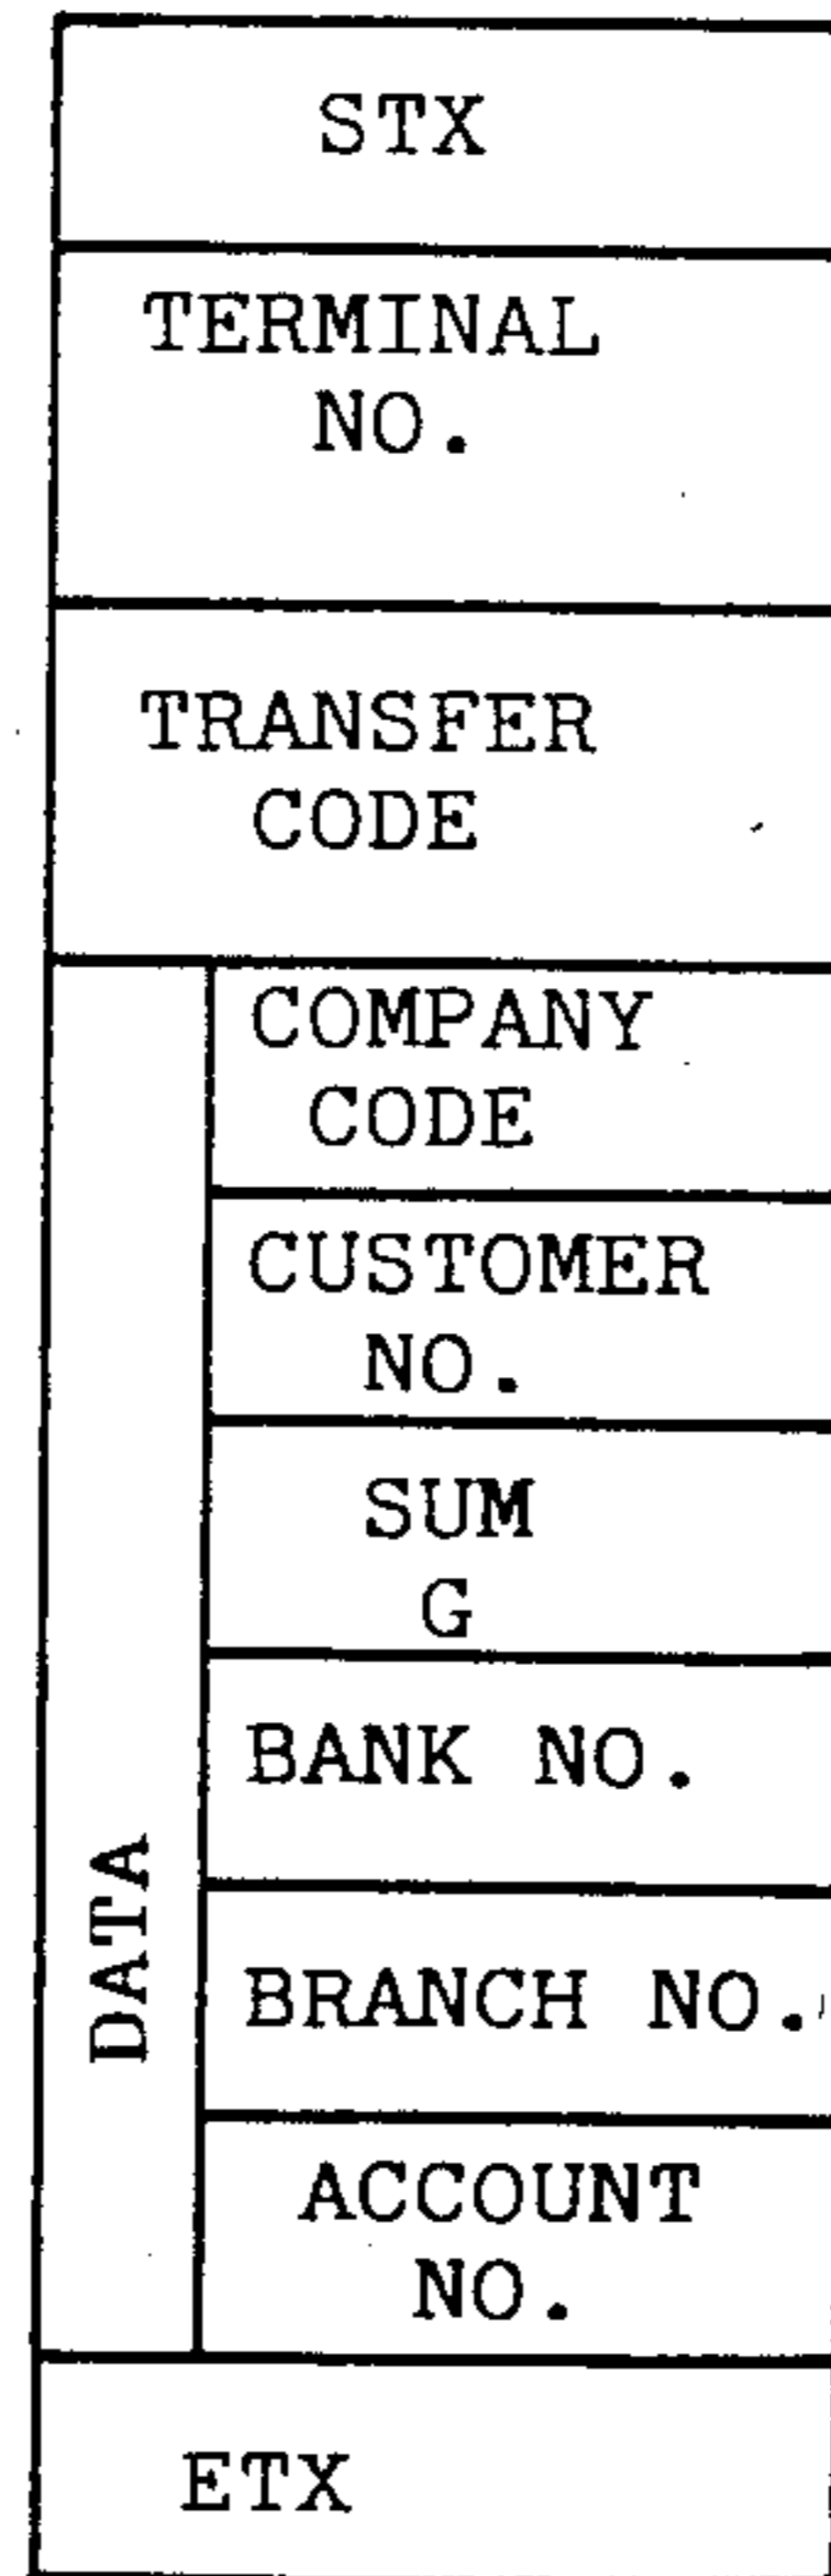 STX
TERMINAL
NO.
TRANSFER
CODE
DATA
COMPANY
CODE
CUSTOMER
NO.
SUM
G
BANK NO.
BRANCH NO.
ACCOUNT
NO.
ETX